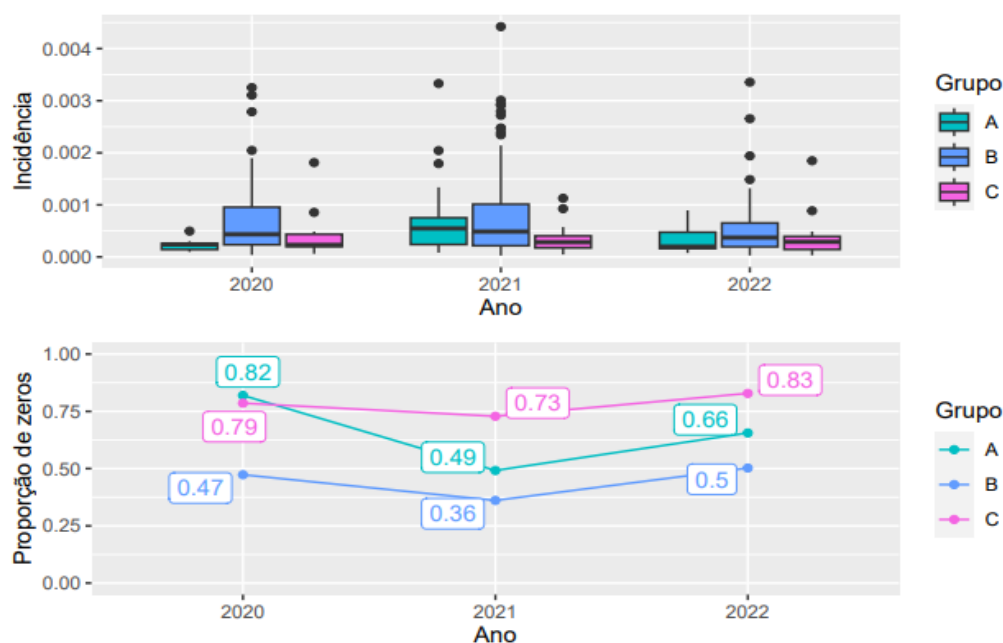 0.004
0.003
0.002
0.001
0.000
Incidência
2020
2021
2022
Ano
Grupo
A
B
C
1.00
0.75
0.50
0.25
0.00
Proporção de zeros
0.82
0.79
0.47
0.49
0.36
0.73
0.66
0.5
0.83
2020
2021
2022
Ano
Grupo
A
B
C